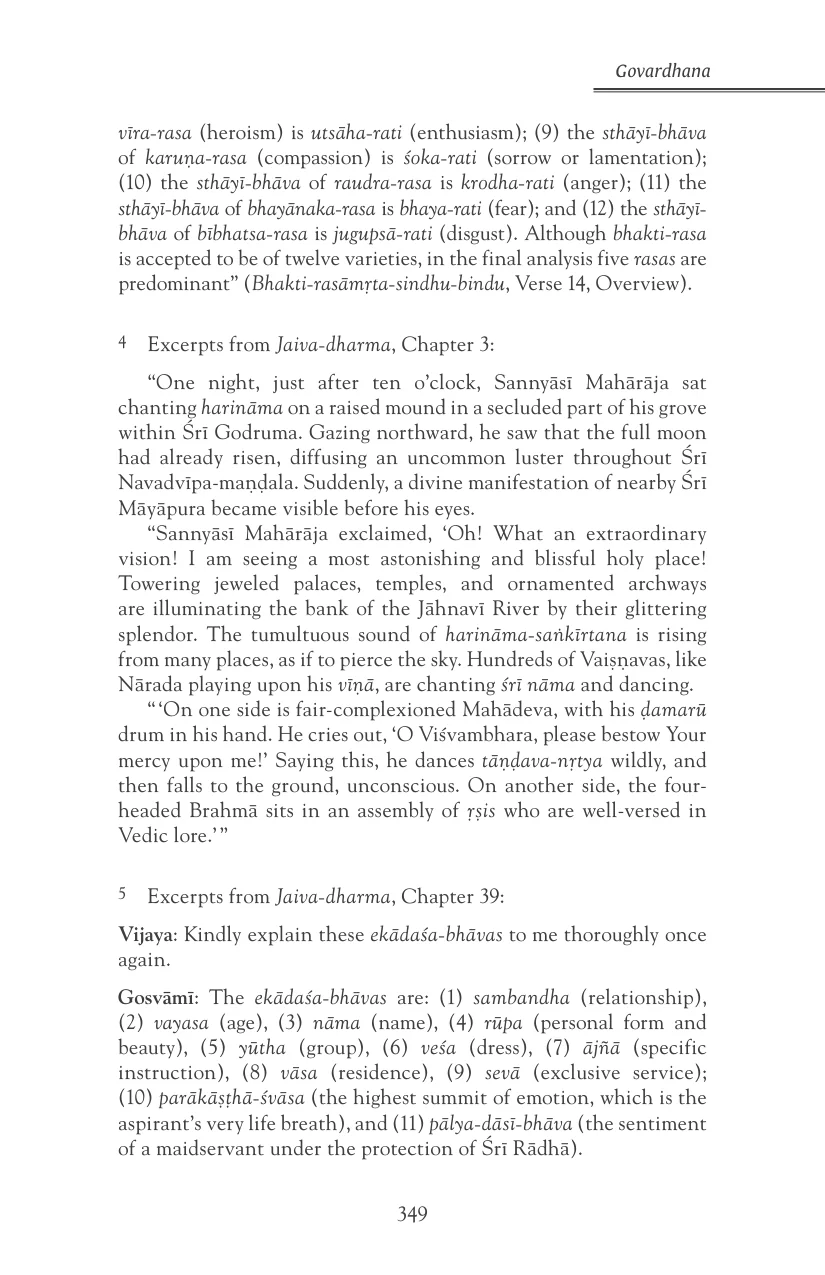 Govardhana
vīra-rasa (heroism) is utsāha-rati (enthusiasm); (9) the sthāyī-bhāva
of karuṇa-rasa (compassion) is śoka-rati (sorrow or lamentation);
(10) the sthāyī-bhāva of raudra-rasa is krodha-rati (anger); (11) the
sthāyī-bhāva of bhayānaka-rasa is bhaya-rati (fear); and (12) the sthāyī-
bhāva of bībhatsa-rasa is jugupsā-rati (disgust). Although bhakti-rasa
is accepted to be of twelve varieties, in the final analysis five rasas are
predominant” (Bhakti-rasāmṛta-sindhu-bindu, Verse 14, Overview).
4 Excerpts from Jaiva-dharma, Chapter 3:
“One night, just after ten o’clock, Sannyāsī Mahārāja sat
chanting harināma on a raised mound in a secluded part of his grove
within Śrī Godruma. Gazing northward, he saw that the full moon
had already risen, diffusing an uncommon luster throughout Śrī
Navadvīpa-maṇḍala. Suddenly, a divine manifestation of nearby Śrī
Māyāpura became visible before his eyes.
“Sannyāsī Mahārāja exclaimed, ‘Oh! What an extraordinary
vision! I am seeing a most astonishing and blissful holy place!
Towering jeweled palaces, temples, and ornamented archways
are illuminating the bank of the Jāhnavī River by their glittering
splendor. The tumultuous sound of harināma-saṅkīrtana is rising
from many places, as if to pierce the sky. Hundreds of Vaiṣṇavas, like
Nārada playing upon his vīṇā, are chanting śrī nāma and dancing.
“ ‘On one side is fair-complexioned Mahādeva, with his ḍamarū
drum in his hand. He cries out, ‘O Viśvambhara, please bestow Your
mercy upon me!’ Saying this, he dances tāṇḍava-nṛtya wildly, and
then falls to the ground, unconscious. On another side, the four-
headed Brahmā sits in an assembly of ṛṣis who are well-versed in
Vedic lore.’ ”
5 Excerpts from Jaiva-dharma, Chapter 39:
Vijaya: Kindly explain these ekādaśa-bhāvas to me thoroughly once
again.
Gosvāmī: The ekādaśa-bhāvas are: (1) sambandha (relationship),
(2) vayasa (age), (3) nāma (name), (4) rūpa (personal form and
beauty), (5) yūtha (group), (6) veśa (dress), (7) ājñā (specific
instruction), (8) vāsa (residence), (9) sevā (exclusive service);
(10) parākāṣṭhā-śvāsa (the highest summit of emotion, which is the
aspirant’s very life breath), and (11) pālya-dāsī-bhāva (the sentiment
of a maidservant under the protection of Śrī Rādhā).
349